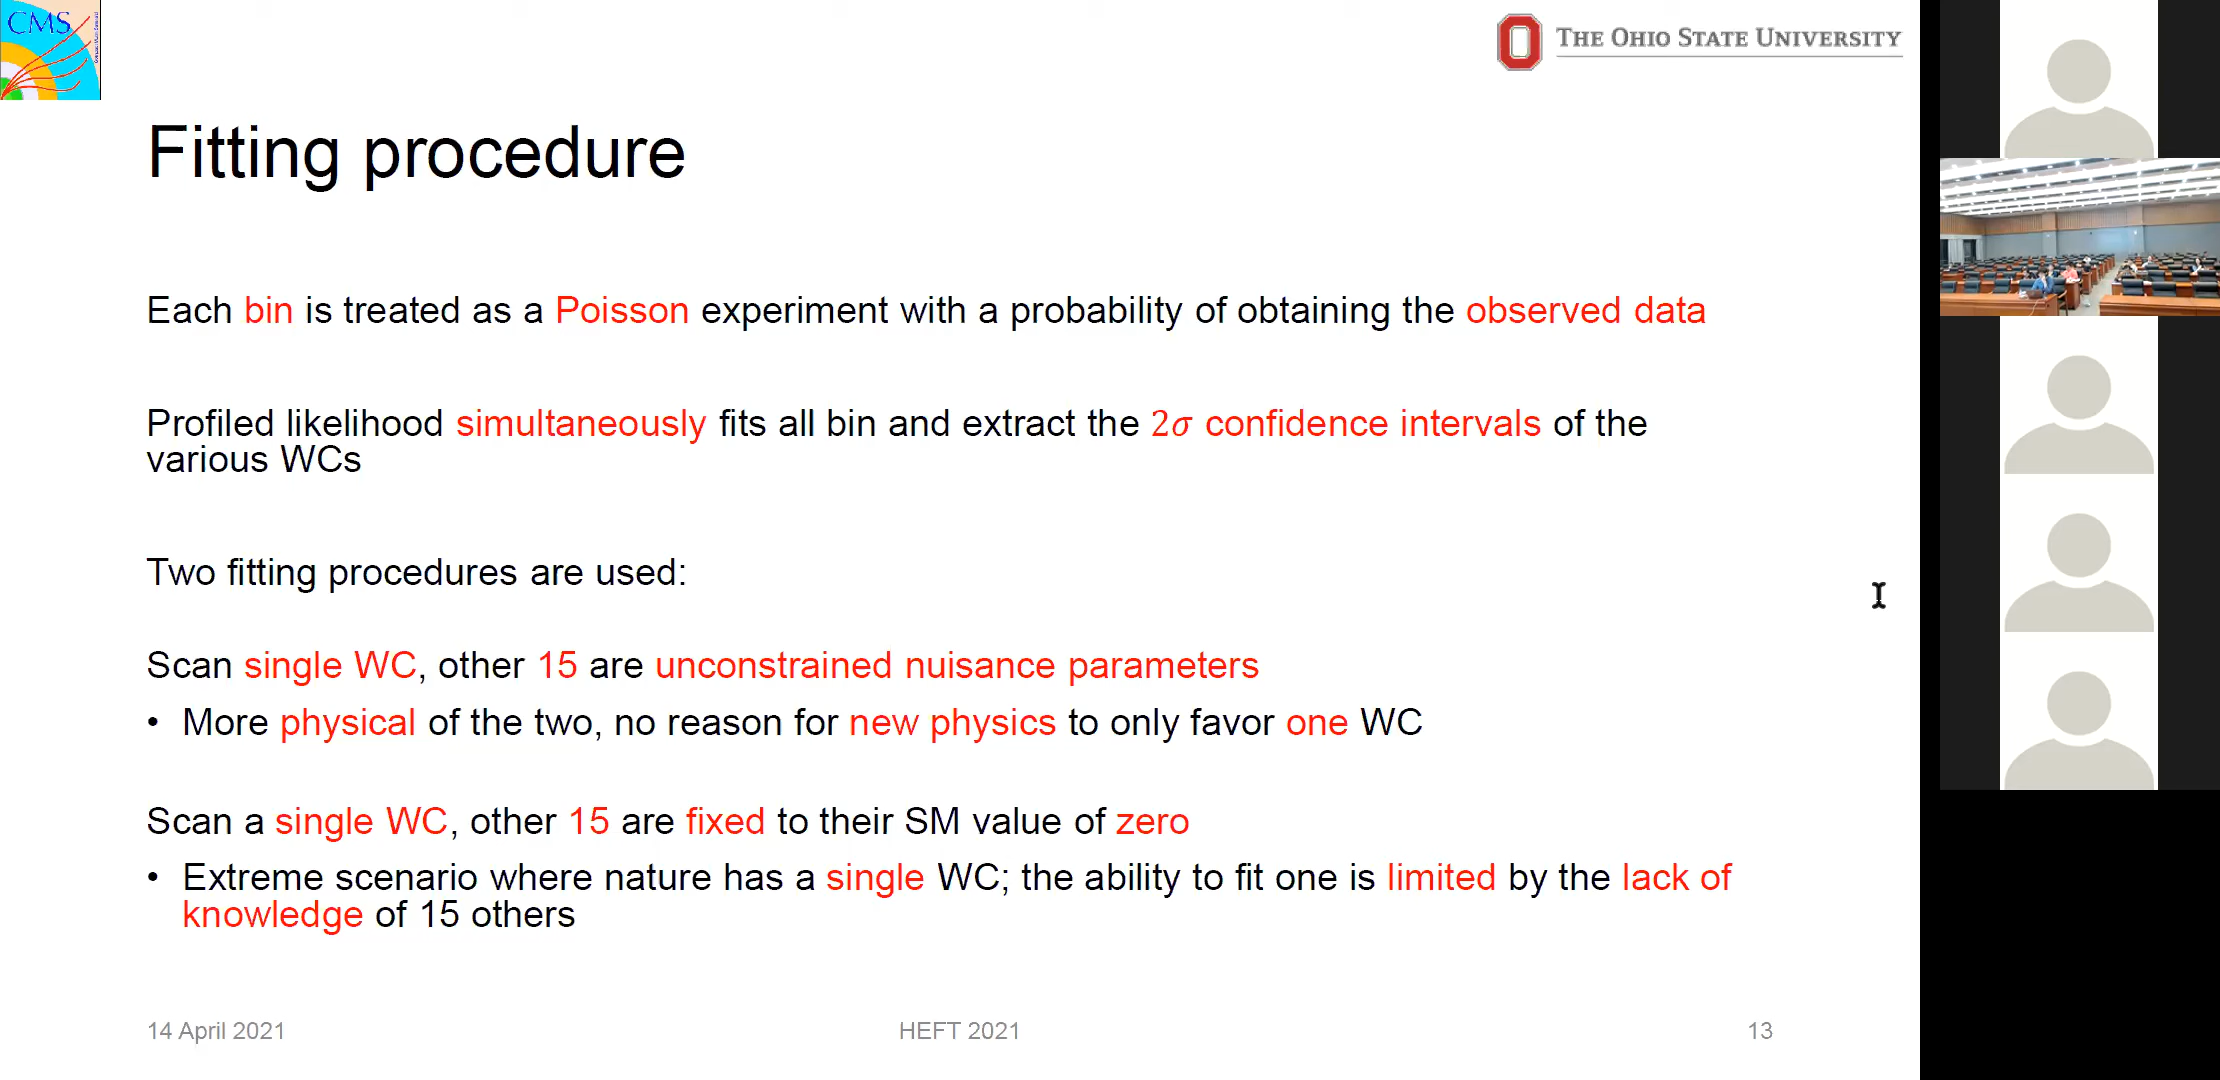 CMS
THE OHIO STATE UNIVERSITY
Fitting procedure
Each bin is treated as a Poisson experiment with a probability of obtaining the observed data
Profiled likelihood simultaneously fits all bin and extract the 2σ confidence intervals of the
various WCs
Two fitting procedures are used:
Scan single WC, other 15 are unconstrained nuisance parameters
• More physical of the two, no reason for new physics to only favor one WC
Scan a single WC, other 15 are fixed to their SM value of zero
• Extreme scenario where nature has a single WC; the ability to fit one is limited by the lack of
knowledge of 15 others
14 April 2021
HEFT 2021
13